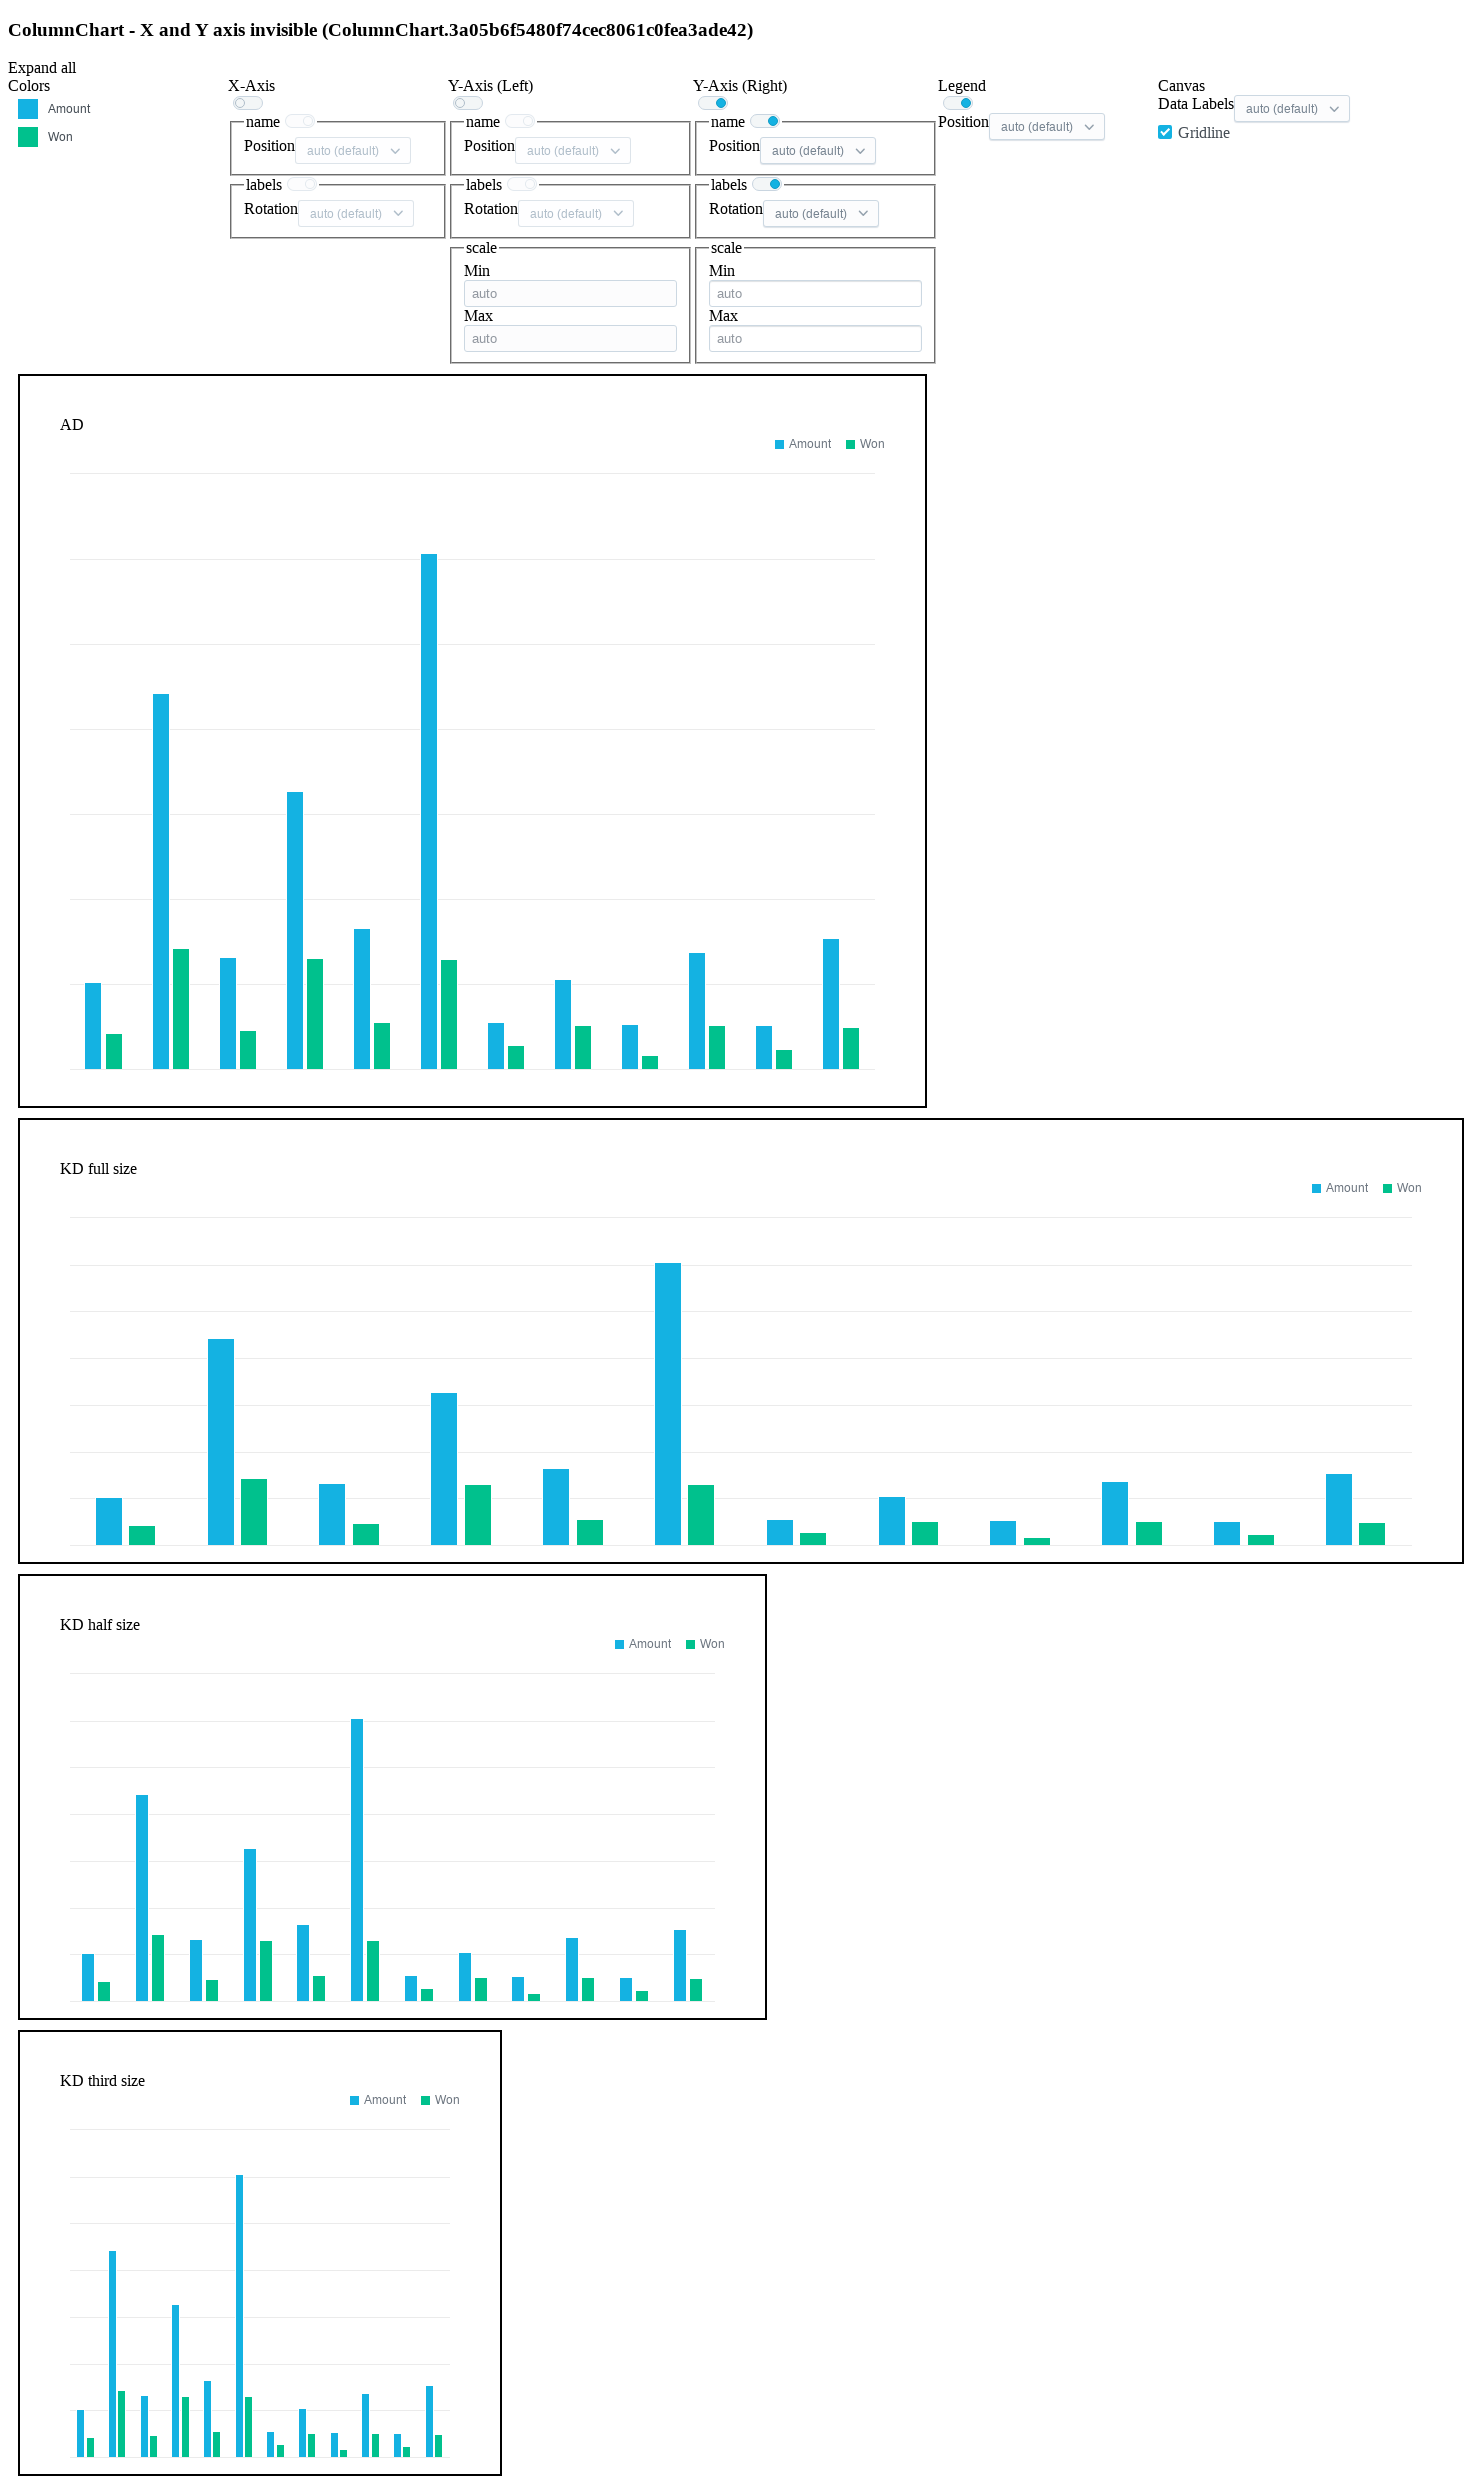 ColumnChart - X and Y axis invisible (ColumnChart.3a05b6f5480f74cec8061c0fea3ade42)
Expand all
Colors
Amount
Won
X-Axis
name
Position auto (default)
labels
Rotation auto (default)
Y-Axis (Left)
name
Position auto (default)
labels
Rotation auto (default)
scale
Min
auto
Max
auto
Y-Axis (Right)
name
Position auto (default)
labels
Rotation auto (default)
scale
Min
auto
Max
auto
Legend
Position auto (default)
Canvas
Data Labels auto (default)
Gridline
AD
Amount Won
KD full size
Amount Won
KD half size
Amount Won
KD third size
Amount Won